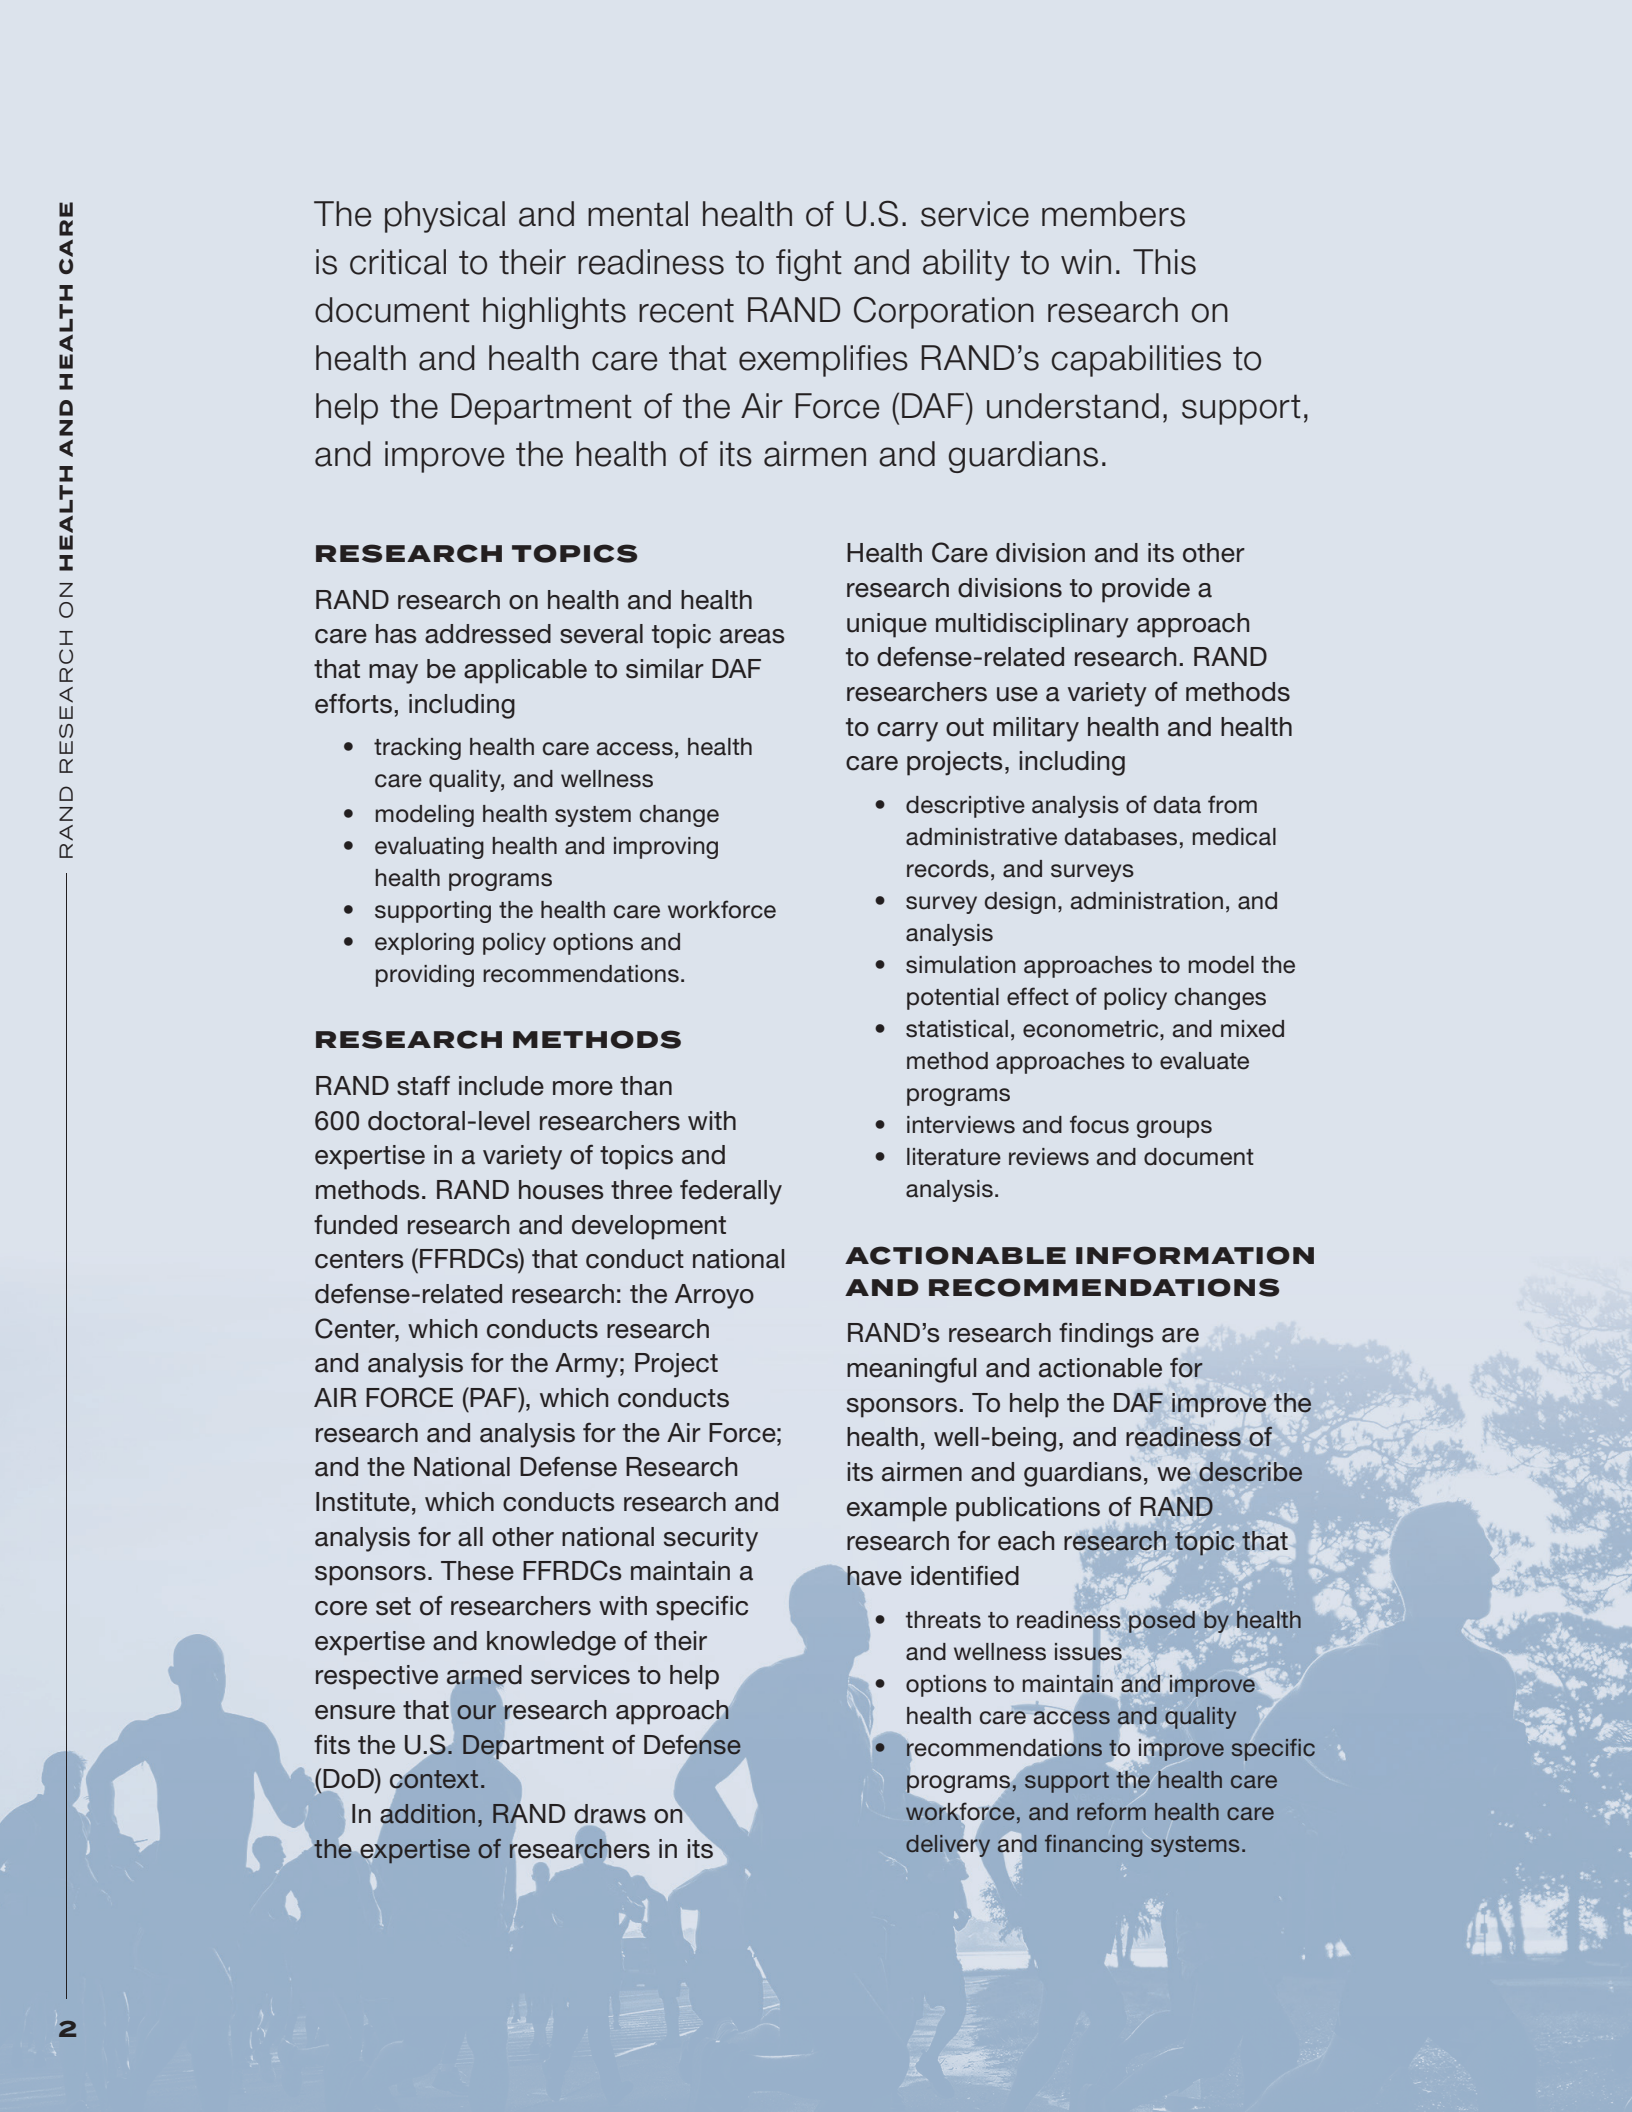 RAND RESEARCH ON HEALTH AND HEALTH CARE
The physical and mental health of U.S. service members
is critical to their readiness to fight and ability to win. This
document highlights recent RAND Corporation research on
health and health care that exemplifies RAND’s capabilities to
help the Department of the Air Force (DAF) understand, support,
and improve the health of its airmen and guardians.
RESEARCH TOPICS
RAND research on health and health
care has addressed several topic areas
that may be applicable to similar DAF
efforts, including
• tracking health care access, health
care quality, and wellness
• modeling health system change
• evaluating health and improving
health programs
• supporting the health care workforce
• exploring policy options and
providing recommendations.
RESEARCH METHODS
RAND staff include more than
600 doctoral-level researchers with
expertise in a variety of topics and
methods. RAND houses three federally
funded research and development
centers (FFRDCs) that conduct national
defense-related research: the Arroyo
Center, which conducts research
and analysis for the Army; Project
AIR FORCE (PAF), which conducts
research and analysis for the Air Force;
and the National Defense Research
Institute, which conducts research and
analysis for all other national security
sponsors. These FFRDCs maintain a
core set of researchers with specific
expertise and knowledge of their
respective armed services to help
ensure that our research approach
fits the U.S. Department of Defense
(DoD) context.
In addition, RAND draws on
the expertise of researchers in its
Health Care division and its other
research divisions to provide a
unique multidisciplinary approach
to defense-related research. RAND
researchers use a variety of methods
to carry out military health and health
care projects, including
• descriptive analysis of data from
administrative databases, medical
records, and surveys
• survey design, administration, and
analysis
• simulation approaches to model the
potential effect of policy changes
• statistical, econometric, and mixed
method approaches to evaluate
programs
• interviews and focus groups
• literature reviews and document
analysis.
ACTIONABLE INFORMATION
AND RECOMMENDATIONS
RAND’s research findings are
meaningful and actionable for
sponsors. To help the DAF improve the
health, well-being, and readiness of
its airmen and guardians, we describe
example publications of RAND
research for each research topic that
have identified
• threats to readiness posed by health
and wellness issues
• options to maintain and improve
health care access and quality
• recommendations to improve specific
programs, support the health care
workforce, and reform health care
delivery and financing systems.
2